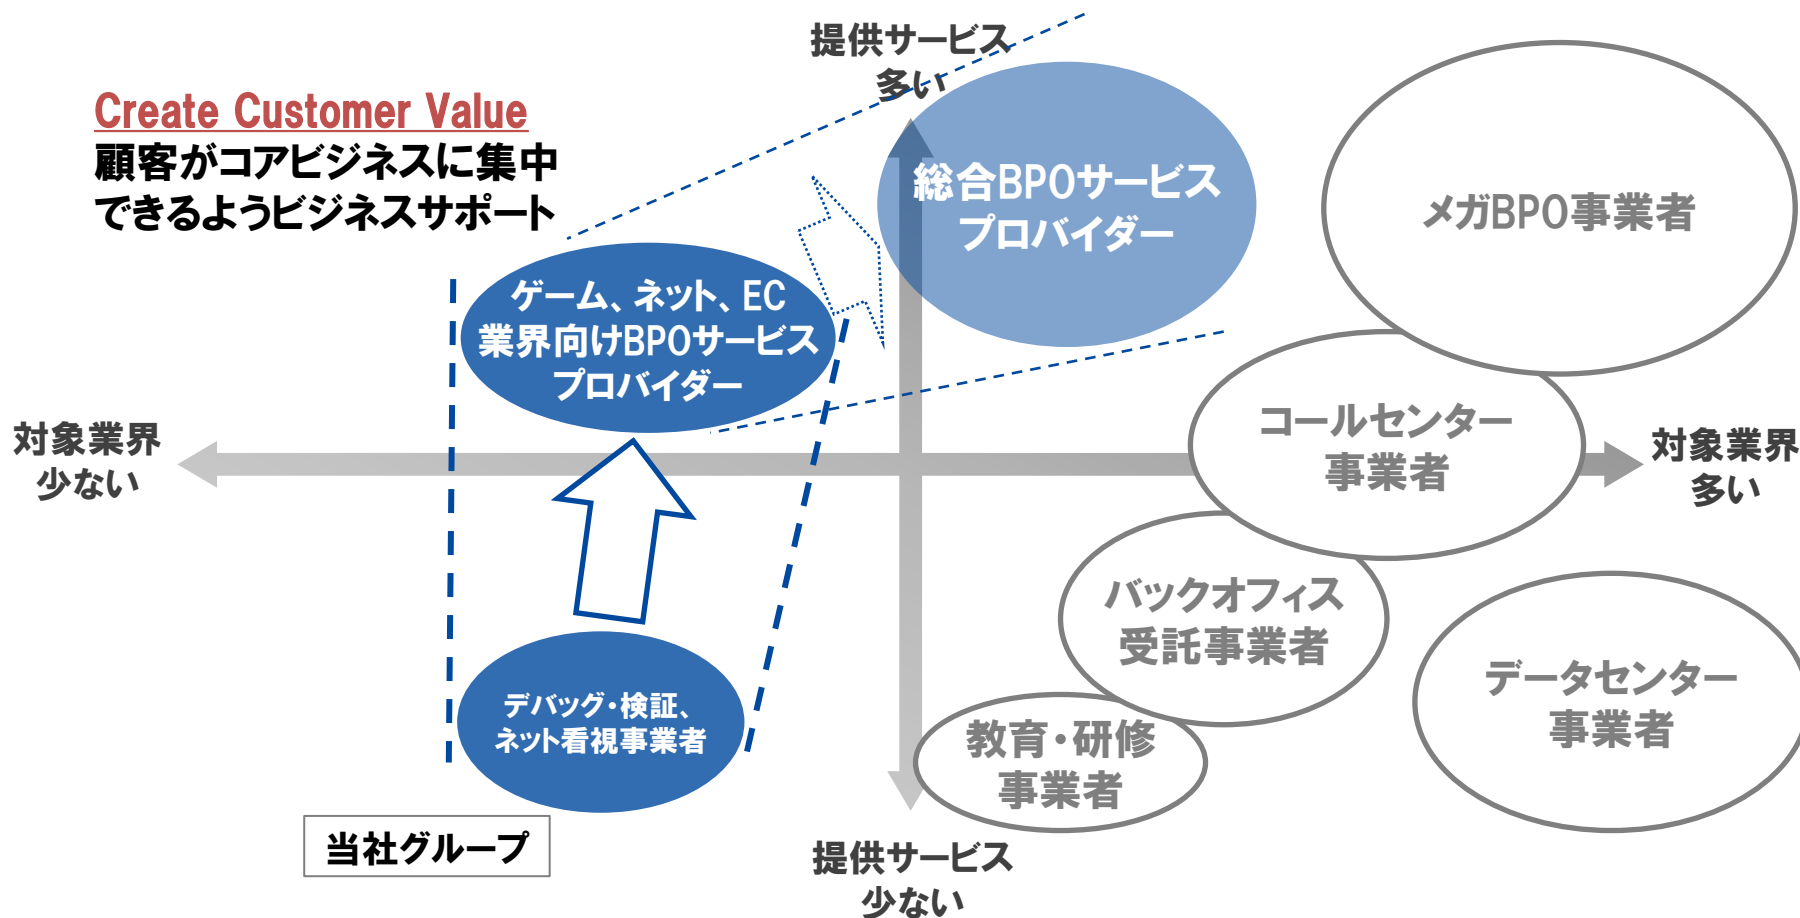 提供サービス
多い
Create Customer Value
顧客がコアビジネスに集中
できるようビジネスサポート
総合BPOサービス
プロバイダー
メガBPO事業者
ゲーム、ネット、EC
業界向けBPOサービス
プロバイダー
対象業界
少ない
コールセンター
事業者
対象業界
多い
バックオフィス
受託事業者
データセンター
事業者
デバッグ・検証、
ネット看視事業者
教育・研修
事業者
当社グループ
提供サービス
少ない